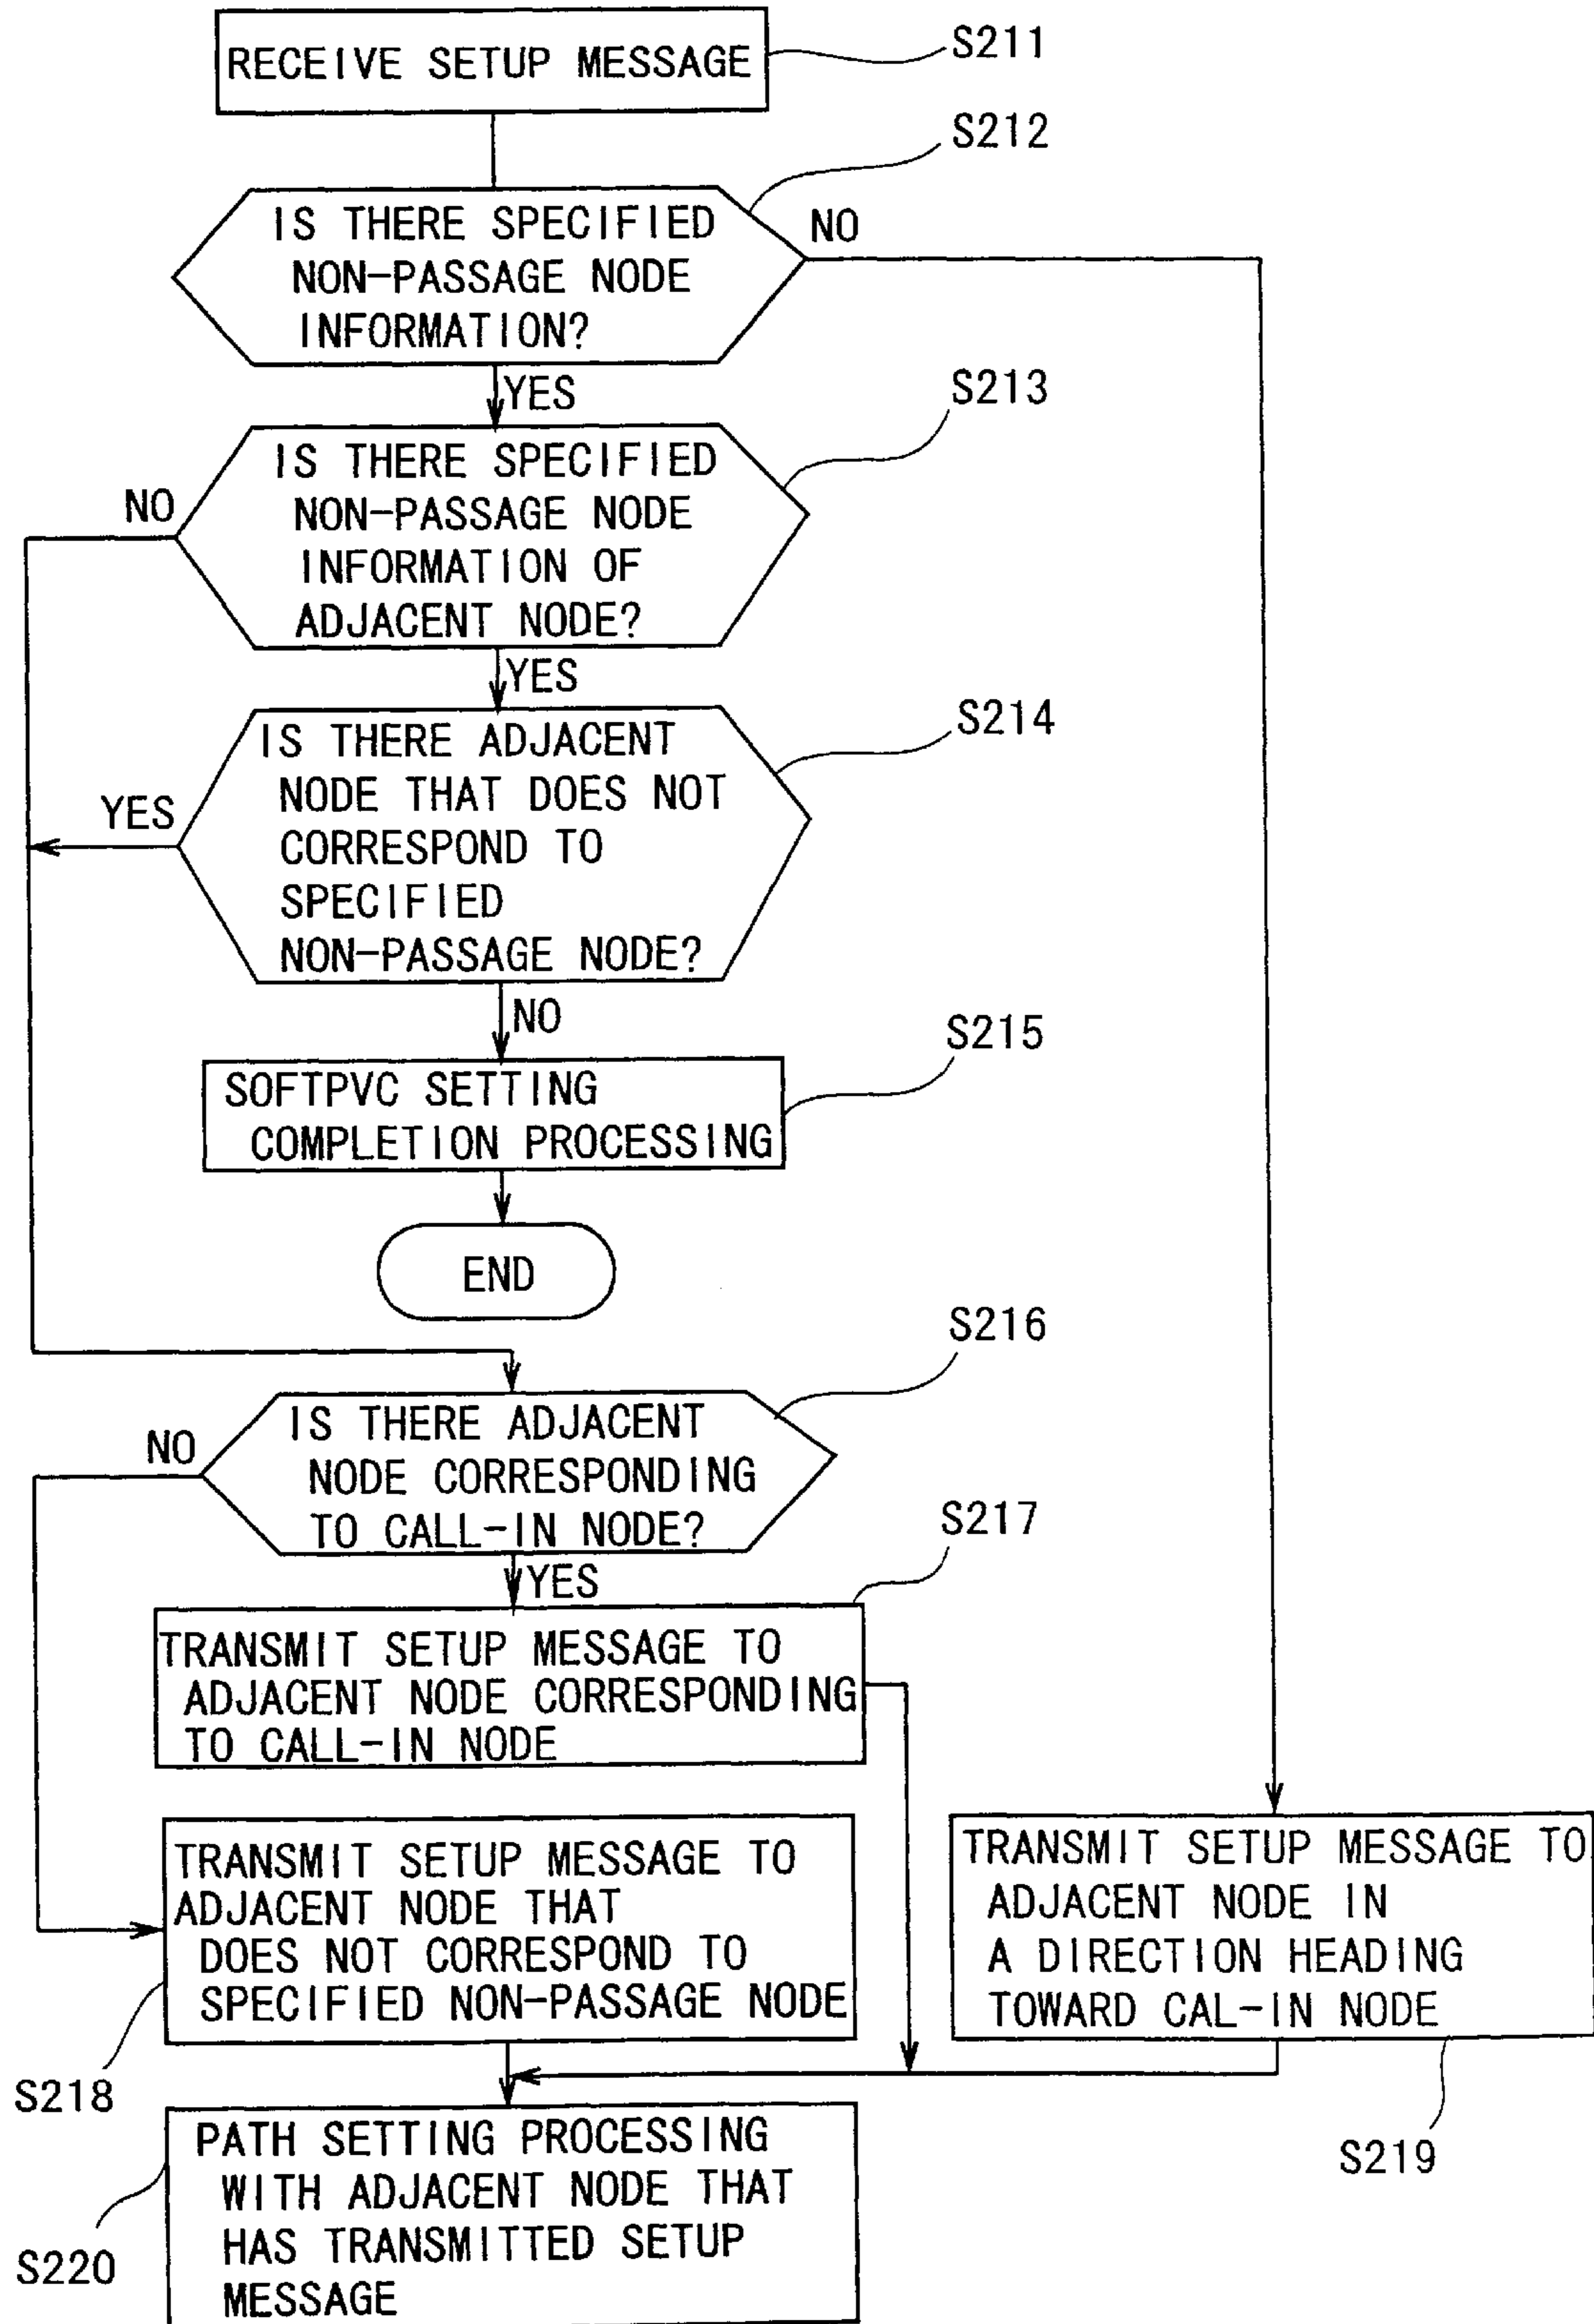 RECEIVE SETUP MESSAGE
S211
S212
IS THERE SPECIFIED
NON-PASSAGE NODE
INFORMATION?
NO
YES
S213
IS THERE SPECIFIED
NON-PASSAGE NODE
INFORMATION OF
ADJACENT NODE?
NO
YES
S214
IS THERE ADJACENT
NODE THAT DOES NOT
CORRESPOND TO
SPECIFIED
NON-PASSAGE NODE?
YES
NO
S215
SOFTPVC SETTING
COMPLETION PROCESSING
END
S216
IS THERE ADJACENT
NODE CORRESPONDING
TO CALL-IN NODE?
NO
YES
S217
TRANSMIT SETUP MESSAGE TO
ADJACENT NODE CORRESPONDING
TO CALL-IN NODE
TRANSMIT SETUP MESSAGE TO
ADJACENT NODE THAT
DOES NOT CORRESPOND TO
SPECIFIED NON-PASSAGE NODE
S218
TRANSMIT SETUP MESSAGE TO
ADJACENT NODE IN
A DIRECTION HEADING
TOWARD CAL-IN NODE
S219
PATH SETTING PROCESSING
WITH ADJACENT NODE THAT
HAS TRANSMITTED SETUP
MESSAGE
S220